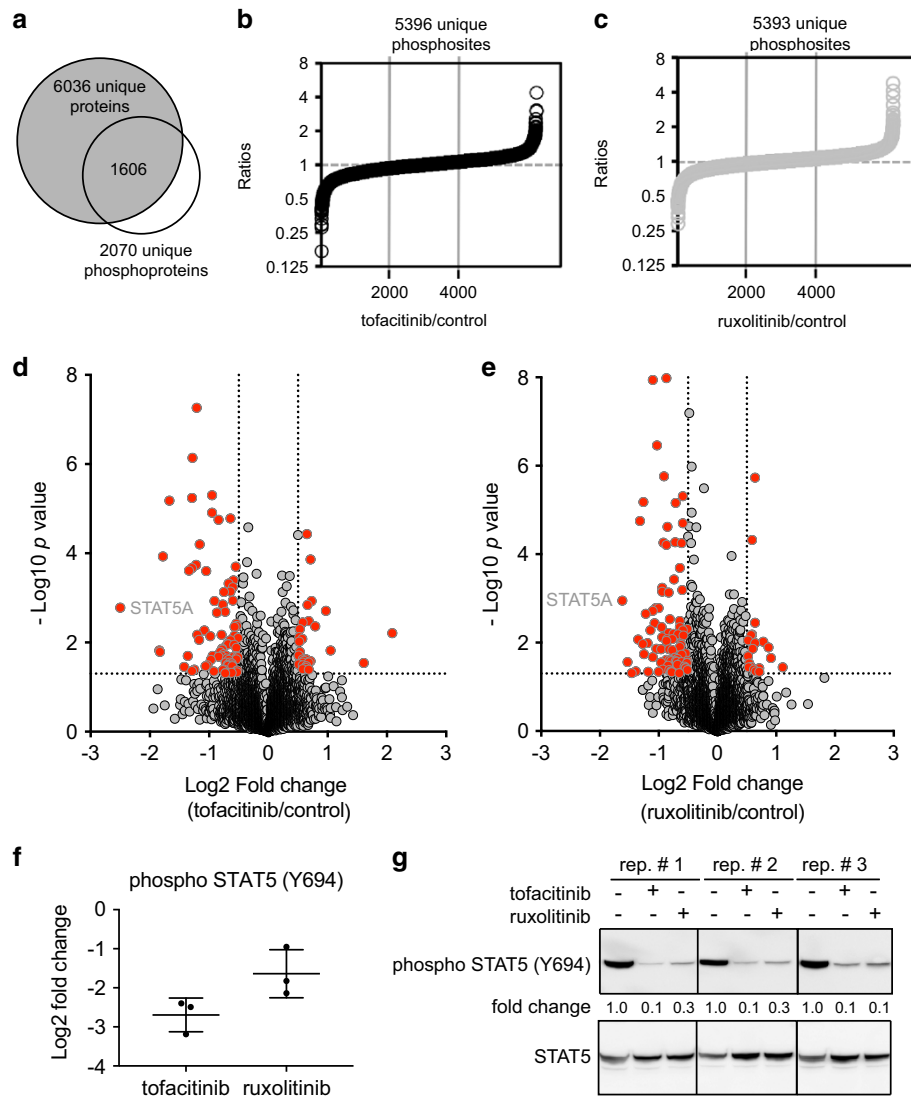 a
6036 unique
proteins
1606
2070 unique
phosphoproteins
b
5396 unique
phosphosites
Ratios
8
4
2
1
0.5
0.25
0.125
2000
4000
tofacitinib/control
c
5393 unique
phosphosites
Ratios
8
4
2
1
0.5
0.25
0.125
2000
4000
ruxolitinib/control
d
- Log10 p value
8
6
4
2
0
STAT5A
-3
-2
-1
0
1
2
3
Log2 Fold change
(tofacitinib/control)
e
- Log10 p value
8
6
4
2
0
STAT5A
-3
-2
-1
0
1
2
3
Log2 Fold change
(ruxolitinib/control)
f
phospho STAT5 (Y694)
Log2 fold change
0
-1
-2
-3
-4
tofacitinib
ruxolitinib
g
rep. # 1 rep. # 2 rep. # 3
tofacitinib - + - - + - - + -
ruxolitinib - - + - - + - - +
phospho STAT5 (Y694)
fold change 1.0 0.1 0.3 1.0 0.1 0.3 1.0 0.1 0.1
STAT5